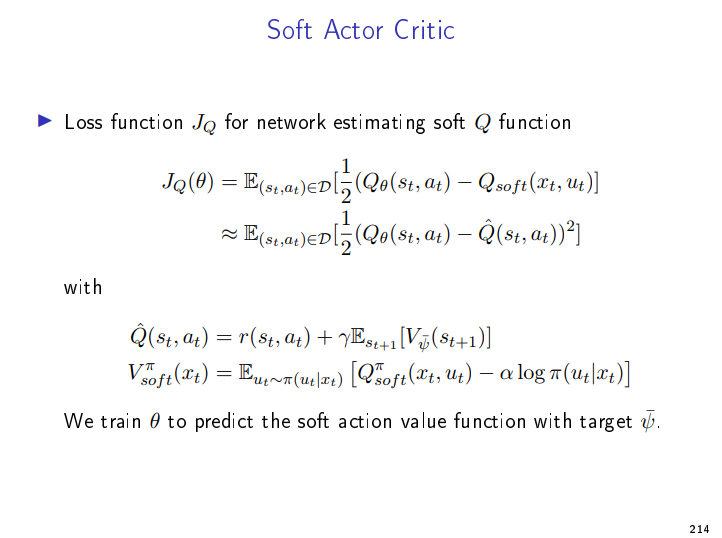 Soft Actor Critic
▶ Loss function $J_Q$ for network estimating soft $Q$ function
$J_Q(\theta) = \mathbb{E}_{(s_t,a_t)\in\mathcal{D}}[\frac{1}{2}(Q_\theta(s_t, a_t) - Q_{soft}(x_t, u_t)]$
$\approx \mathbb{E}_{(s_t,a_t)\in\mathcal{D}}[\frac{1}{2}(Q_\theta(s_t, a_t) - \hat{Q}(s_t, a_t))^2]$
with
$\hat{Q}(s_t, a_t) = r(s_t, a_t) + \gamma\mathbb{E}_{s_{t+1}}[V_{\bar{\psi}}(s_{t+1})]$
$V^{\pi}_{soft}(x_t) = \mathbb{E}_{u_t\sim\pi(u_t|x_t)}\left[Q^{\pi}_{soft}(x_t, u_t) - \alpha\log\pi(u_t|x_t)\right]$
We train $\theta$ to predict the soft action value function with target $\bar{\psi}$.
214